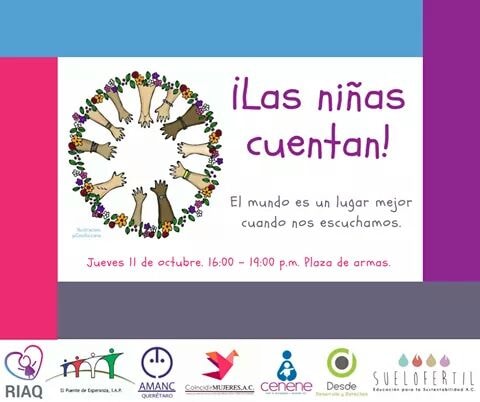 ¡Las niñas
cuentan!
El mundo es un lugar mejor
cuando nos escuchamos.
Jueves 11 de octubre. 16:00 - 19:00 p.m. Plaza de armas.
RIAQ
El Puente de Esperanza, I.A.P.
AMANC
QUERÉTARO
CoincidirMUJERES, A.C.
cenene
Desde
Desarrollo y Derechos
SUELOFERTIL
Educación para la Sustentabilidad A.C.